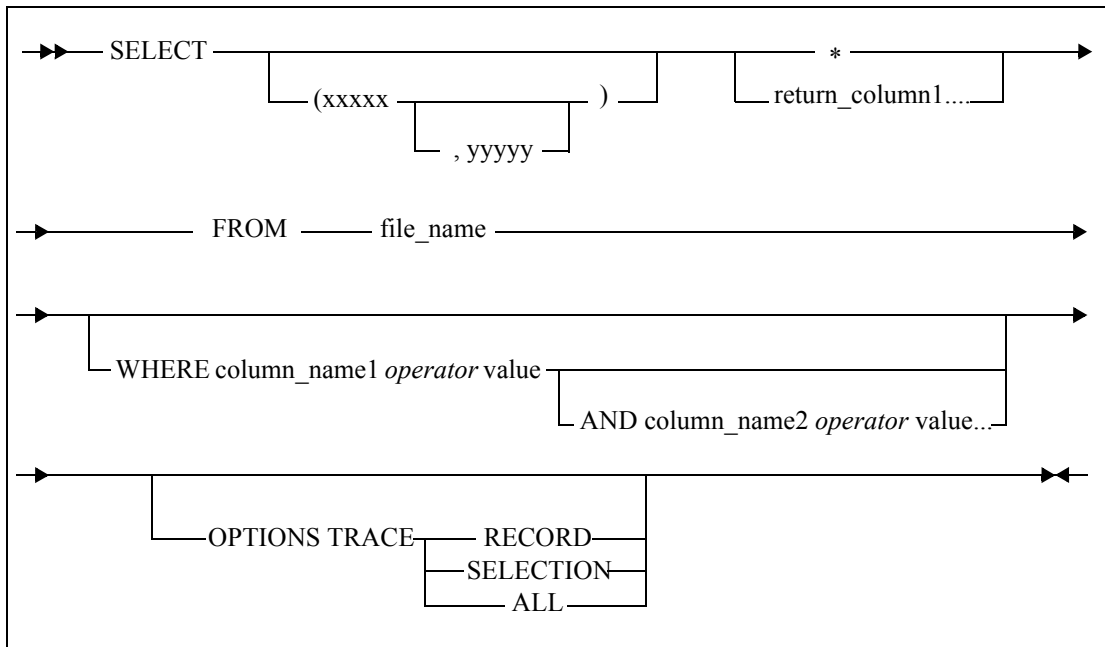 SELECT *
(xxxxx ) return_column1....
, yyyyy
FROM file_name
WHERE column_name1 operator value
AND column_name2 operator value...
OPTIONS TRACE RECORD
SELECTION
ALL